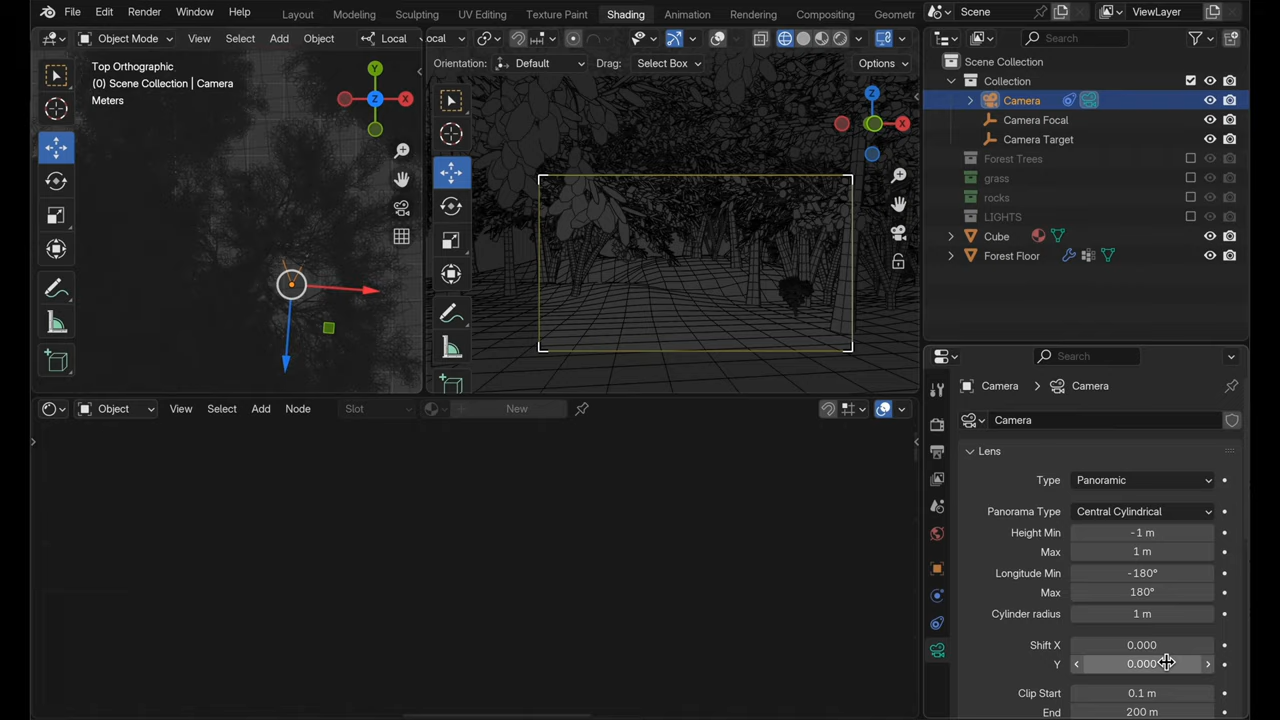 File Edit Render Window Help Layout Modeling Sculpting UV Editing Texture Paint Shading Animation Rendering Compositing Geometr Scene ViewLayer
Object Mode View Select Add Object Local ocal Search
Orientation: Default Drag: Select Box Options
Top Orthographic
(0) Scene Collection | Camera
Meters
Y
X
Z
Z
X
Scene Collection
Collection
Camera
Camera Focal
Camera Target
Forest Trees
grass
rocks
LIGHTS
Cube
Forest Floor
Search
Camera Camera
Camera
Lens
Type Panoramic
Panorama Type Central Cylindrical
Height Min -1 m
Max 1 m
Longitude Min -180°
Max 180°
Cylinder radius 1 m
Shift X 0.000
Y 0.000
Clip Start 0.1 m
End 200 m
Object View Select Add Node Slot New